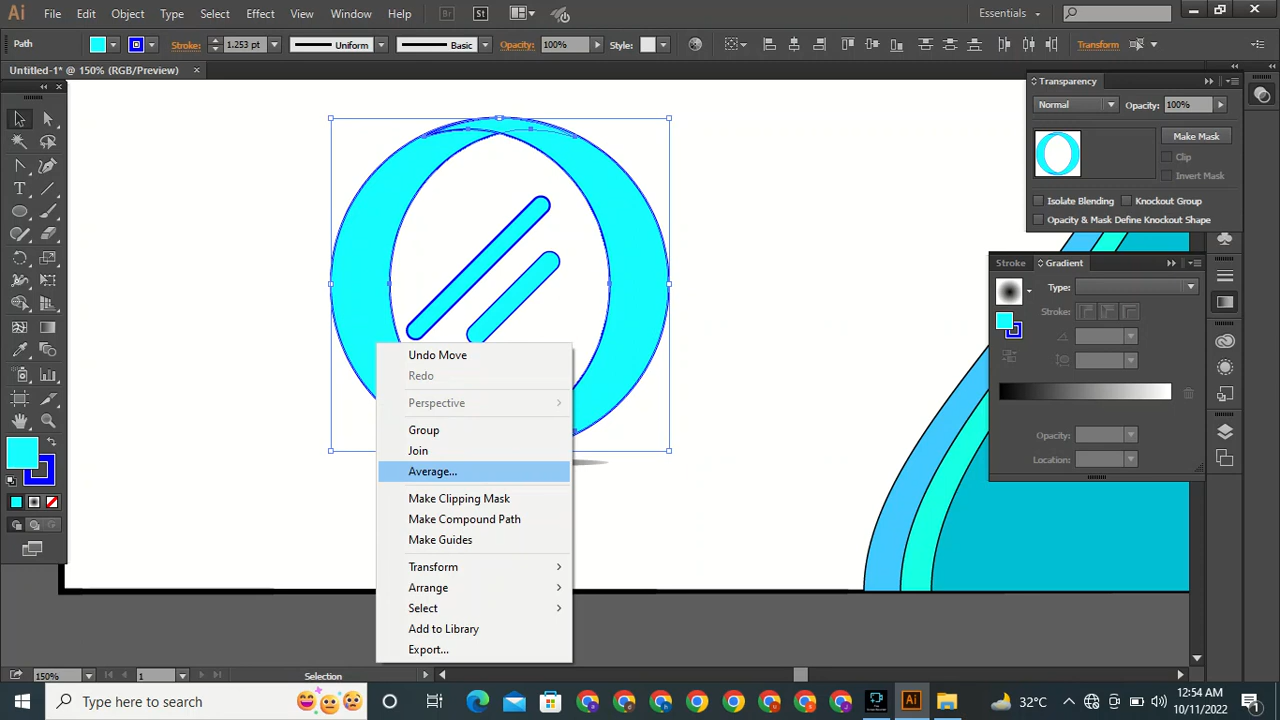 Ai File Edit Object Type Select Effect View Window Help Br St Essentials
Path Stroke: 1.253 pt Uniform Basic Opacity: 100% Style: Transform
Untitled-1* @ 150% (RGB/Preview) ×
Transparency
Normal Opacity: 100%
Make Mask
Clip
Invert Mask
Isolate Blending Knockout Group
Opacity & Mask Define Knockout Shape
Stroke Gradient
Type:
Stroke:
Opacity:
Location:
Undo Move
Redo
Perspective
Group
Join
Average...
Make Clipping Mask
Make Compound Path
Make Guides
Transform
Arrange
Select
Add to Library
Export...
150% 1 Selection
Type here to search
Ai
32°C
12:54 AM
10/11/2022
1